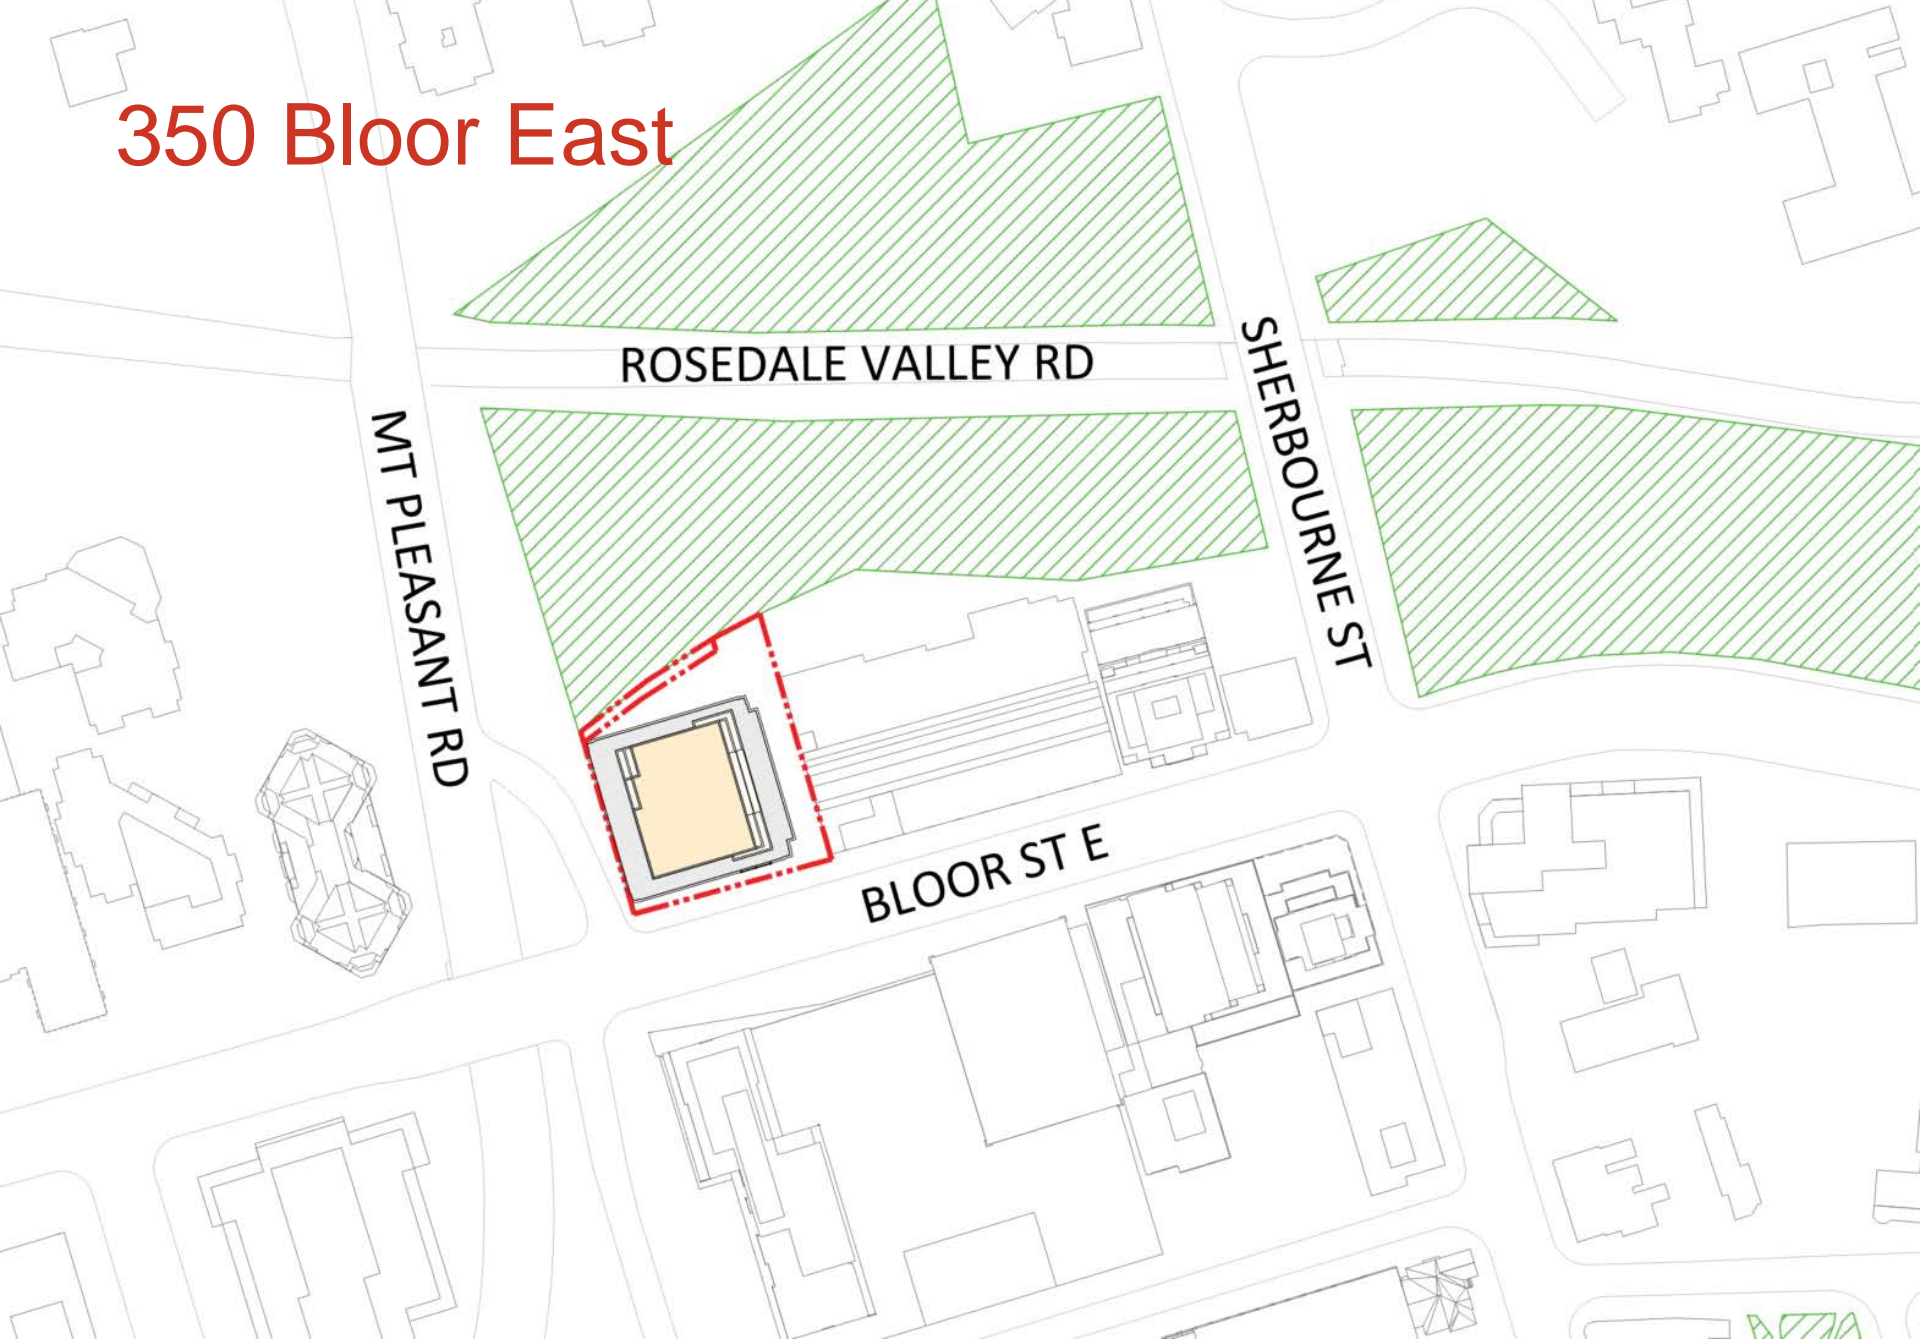 350 Bloor East
ROSEDALE VALLEY RD
SHERBOURNE ST
MT PLEASANT RD
BLOOR ST E